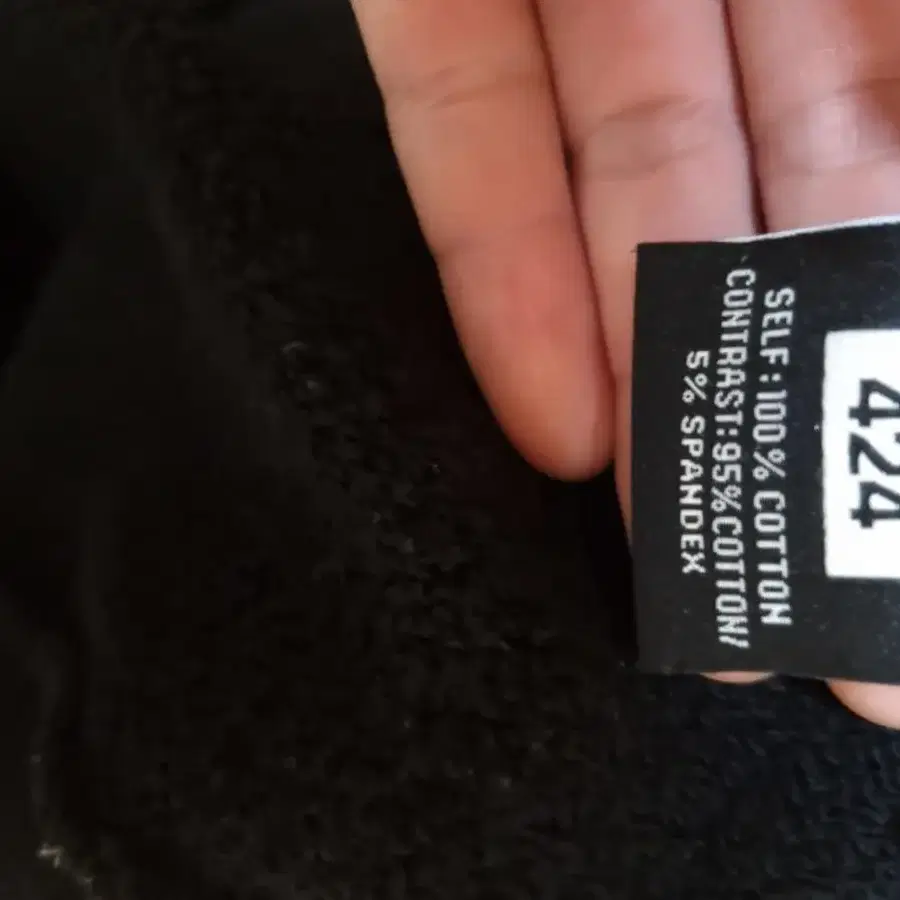 424
SELF:100% COTTON
CONTRAST:95%COTTON/
5% SPANDEX